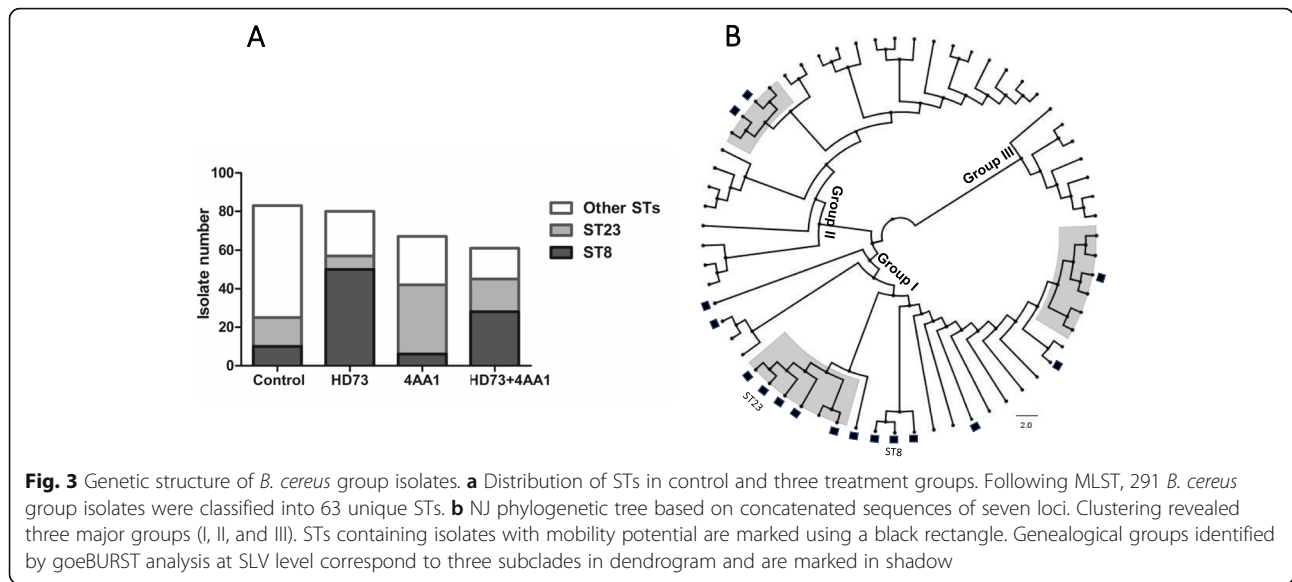 A
B
100
80
60
40
20
0
Isolate number
Control
HD73
4AA1
HD73+4AA1
Other STs
ST23
ST8
Group III
Group II
Group I
ST23
ST8
2.0
Fig. 3 Genetic structure of B. cereus group isolates. a Distribution of STs in control and three treatment groups. Following MLST, 291 B. cereus
group isolates were classified into 63 unique STs. b NJ phylogenetic tree based on concatenated sequences of seven loci. Clustering revealed
three major groups (I, II, and III). STs containing isolates with mobility potential are marked using a black rectangle. Genealogical groups identified
by goeBURST analysis at SLV level correspond to three subclades in dendrogram and are marked in shadow